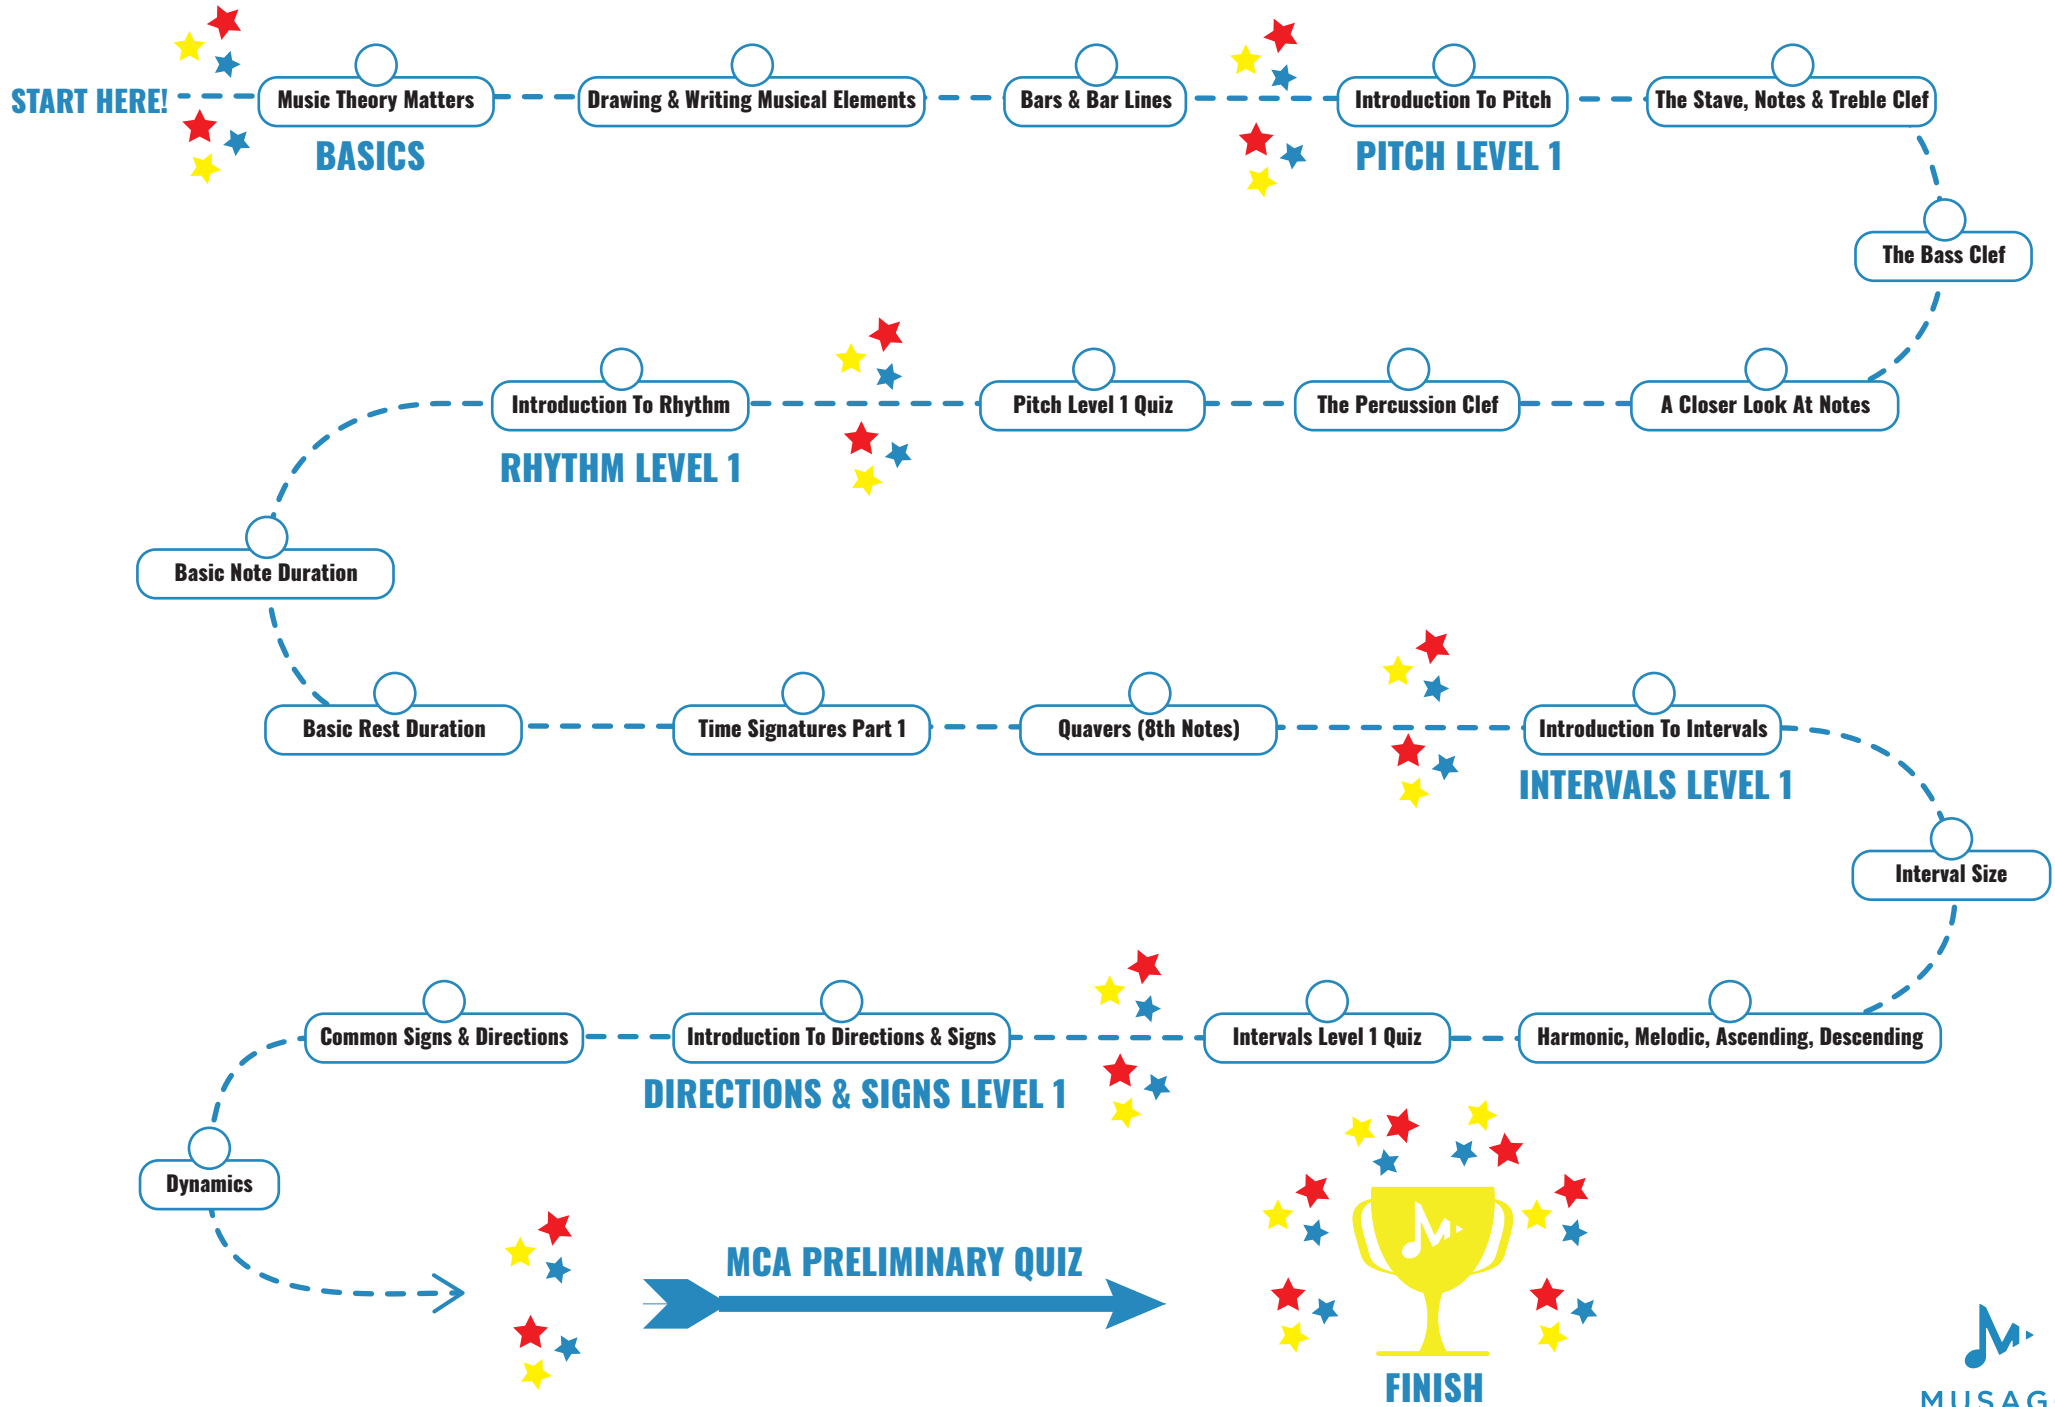 START HERE!
Music Theory Matters
Drawing & Writing Musical Elements
Bars & Bar Lines
Introduction To Pitch
The Stave, Notes & Treble Clef
BASICS
PITCH LEVEL 1
The Bass Clef
A Closer Look At Notes
The Percussion Clef
Pitch Level 1 Quiz
Introduction To Rhythm
RHYTHM LEVEL 1
Basic Note Duration
Basic Rest Duration
Time Signatures Part 1
Quavers (8th Notes)
Introduction To Intervals
INTERVALS LEVEL 1
Interval Size
Harmonic, Melodic, Ascending, Descending
Intervals Level 1 Quiz
Introduction To Directions & Signs
DIRECTIONS & SIGNS LEVEL 1
Common Signs & Directions
Dynamics
MCA PRELIMINARY QUIZ
FINISH
MUSAG